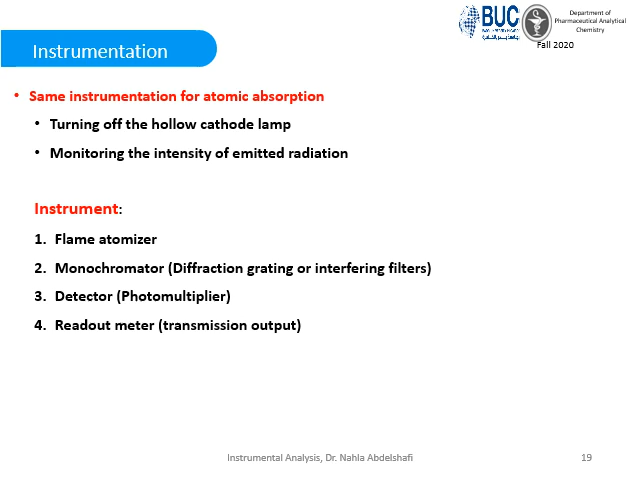 BUC
Department of
Pharmaceutical Analytical
Chemistry
Fall 2020
Instrumentation
• Same instrumentation for atomic absorption
• Turning off the hollow cathode lamp
• Monitoring the intensity of emitted radiation
Instrument:
1. Flame atomizer
2. Monochromator (Diffraction grating or interfering filters)
3. Detector (Photomultiplier)
4. Readout meter (transmission output)
Instrumental Analysis, Dr. Nahla Abdelshafi
19